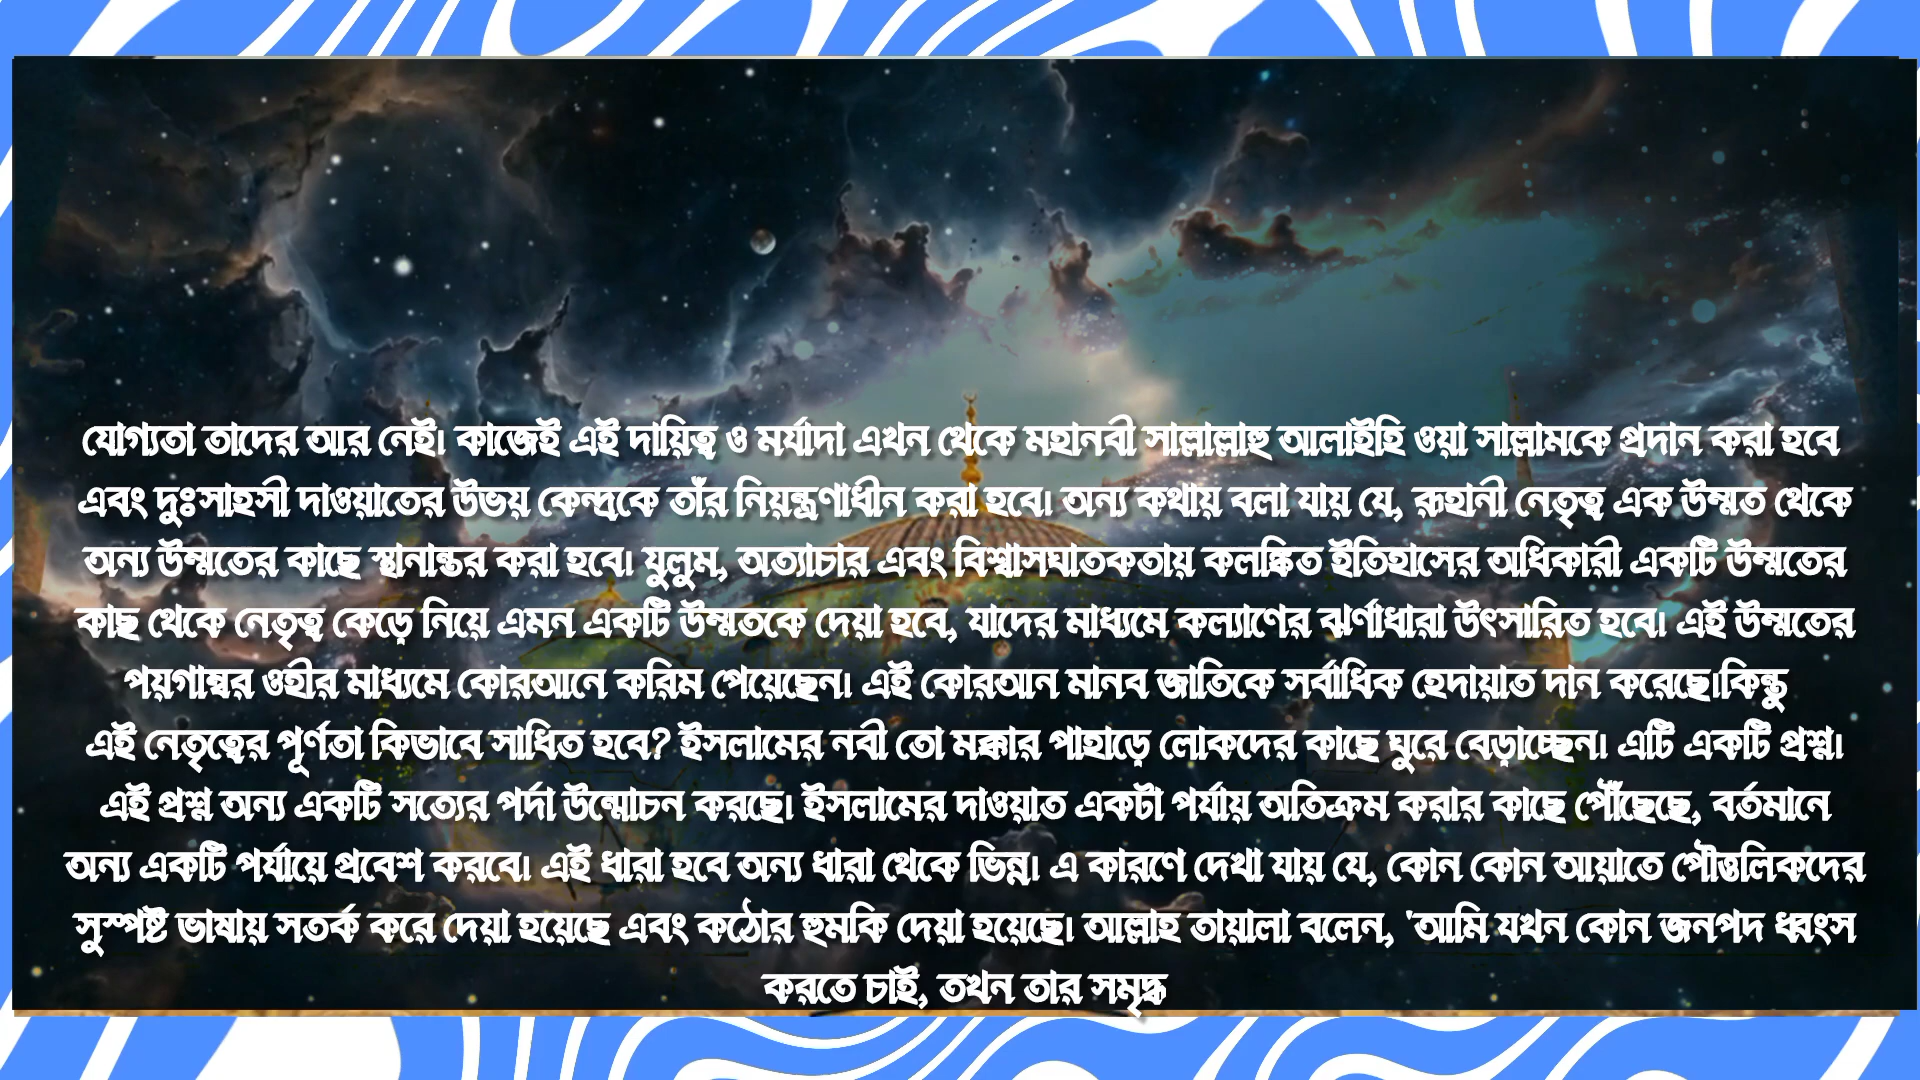 যোগ্যতা তাদের আর নেই। কাজেই এই দায়িত্ব ও মর্যাদা এখন থেকে মহানবী সাল্লাল্লাহু আলাইহি ওয়া সাল্লামকে প্রদান করা হবে
এবং দুঃসাহসী দাওয়াতের উভয় কেন্দ্রকে তাঁর নিয়ন্ত্রণাধীন করা হবে। অন্য কথায় বলা যায় যে, রূহানী নেতৃত্ব এক উম্মত থেকে
অন্য উম্মতের কাছে স্থানান্তর করা হবে। যুলুম, অত্যাচার এবং বিশ্বাসঘাতকতায় কলঙ্কিত ইতিহাসের অধিকারী একটি উম্মতের
কাছ থেকে নেতৃত্ব কেড়ে নিয়ে এমন একটি উম্মতকে দেয়া হবে, যাদের মাধ্যমে কল্যাণের ঝর্ণাধারা উৎসারিত হবে। এই উম্মতের
পয়গাম্বর ওহীর মাধ্যমে কোরআনে করিম পেয়েছেন। এই কোরআন মানব জাতিকে সর্বাধিক হেদায়াত দান করেছে।কিন্তু
এই নেতৃত্বের পূর্ণতা কিভাবে সাধিত হবে? ইসলামের নবী তো মক্কার পাহাড়ে লোকদের কাছে ঘুরে বেড়াচ্ছেন। এটি একটি প্রশ্ন।
এই প্রশ্ন অন্য একটি সত্যের পর্দা উন্মোচন করছে। ইসলামের দাওয়াত একটা পর্যায় অতিক্রম করার কাছে পৌঁছেছে, বর্তমানে
অন্য একটি পর্যায়ে প্রবেশ করবে। এই ধারা হবে অন্য ধারা থেকে ভিন্ন। এ কারণে দেখা যায় যে, কোন কোন আয়াতে পৌত্তলিকদের
সুস্পষ্ট ভাষায় সতর্ক করে দেয়া হয়েছে এবং কঠোর হুমকি দেয়া হয়েছে। আল্লাহ তায়ালা বলেন, 'আমি যখন কোন জনপদ ধ্বংস
করতে চাই, তখন তার সমৃদ্ধ